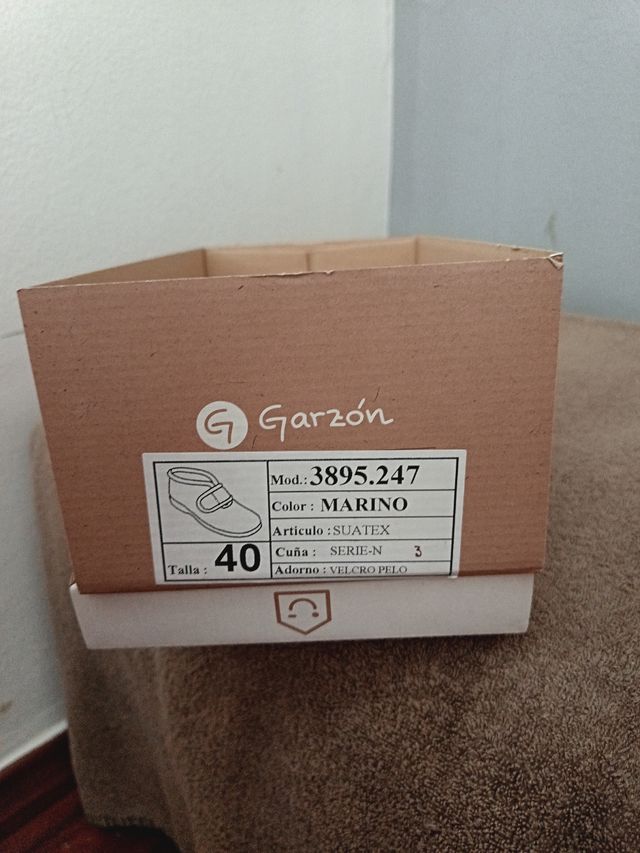 G Garzón
Mod.: 3895.247
Color : MARINO
Articulo : SUATEX
Cuña : SERIE-N 3
Talla : 40
Adorno : VELCRO PELO